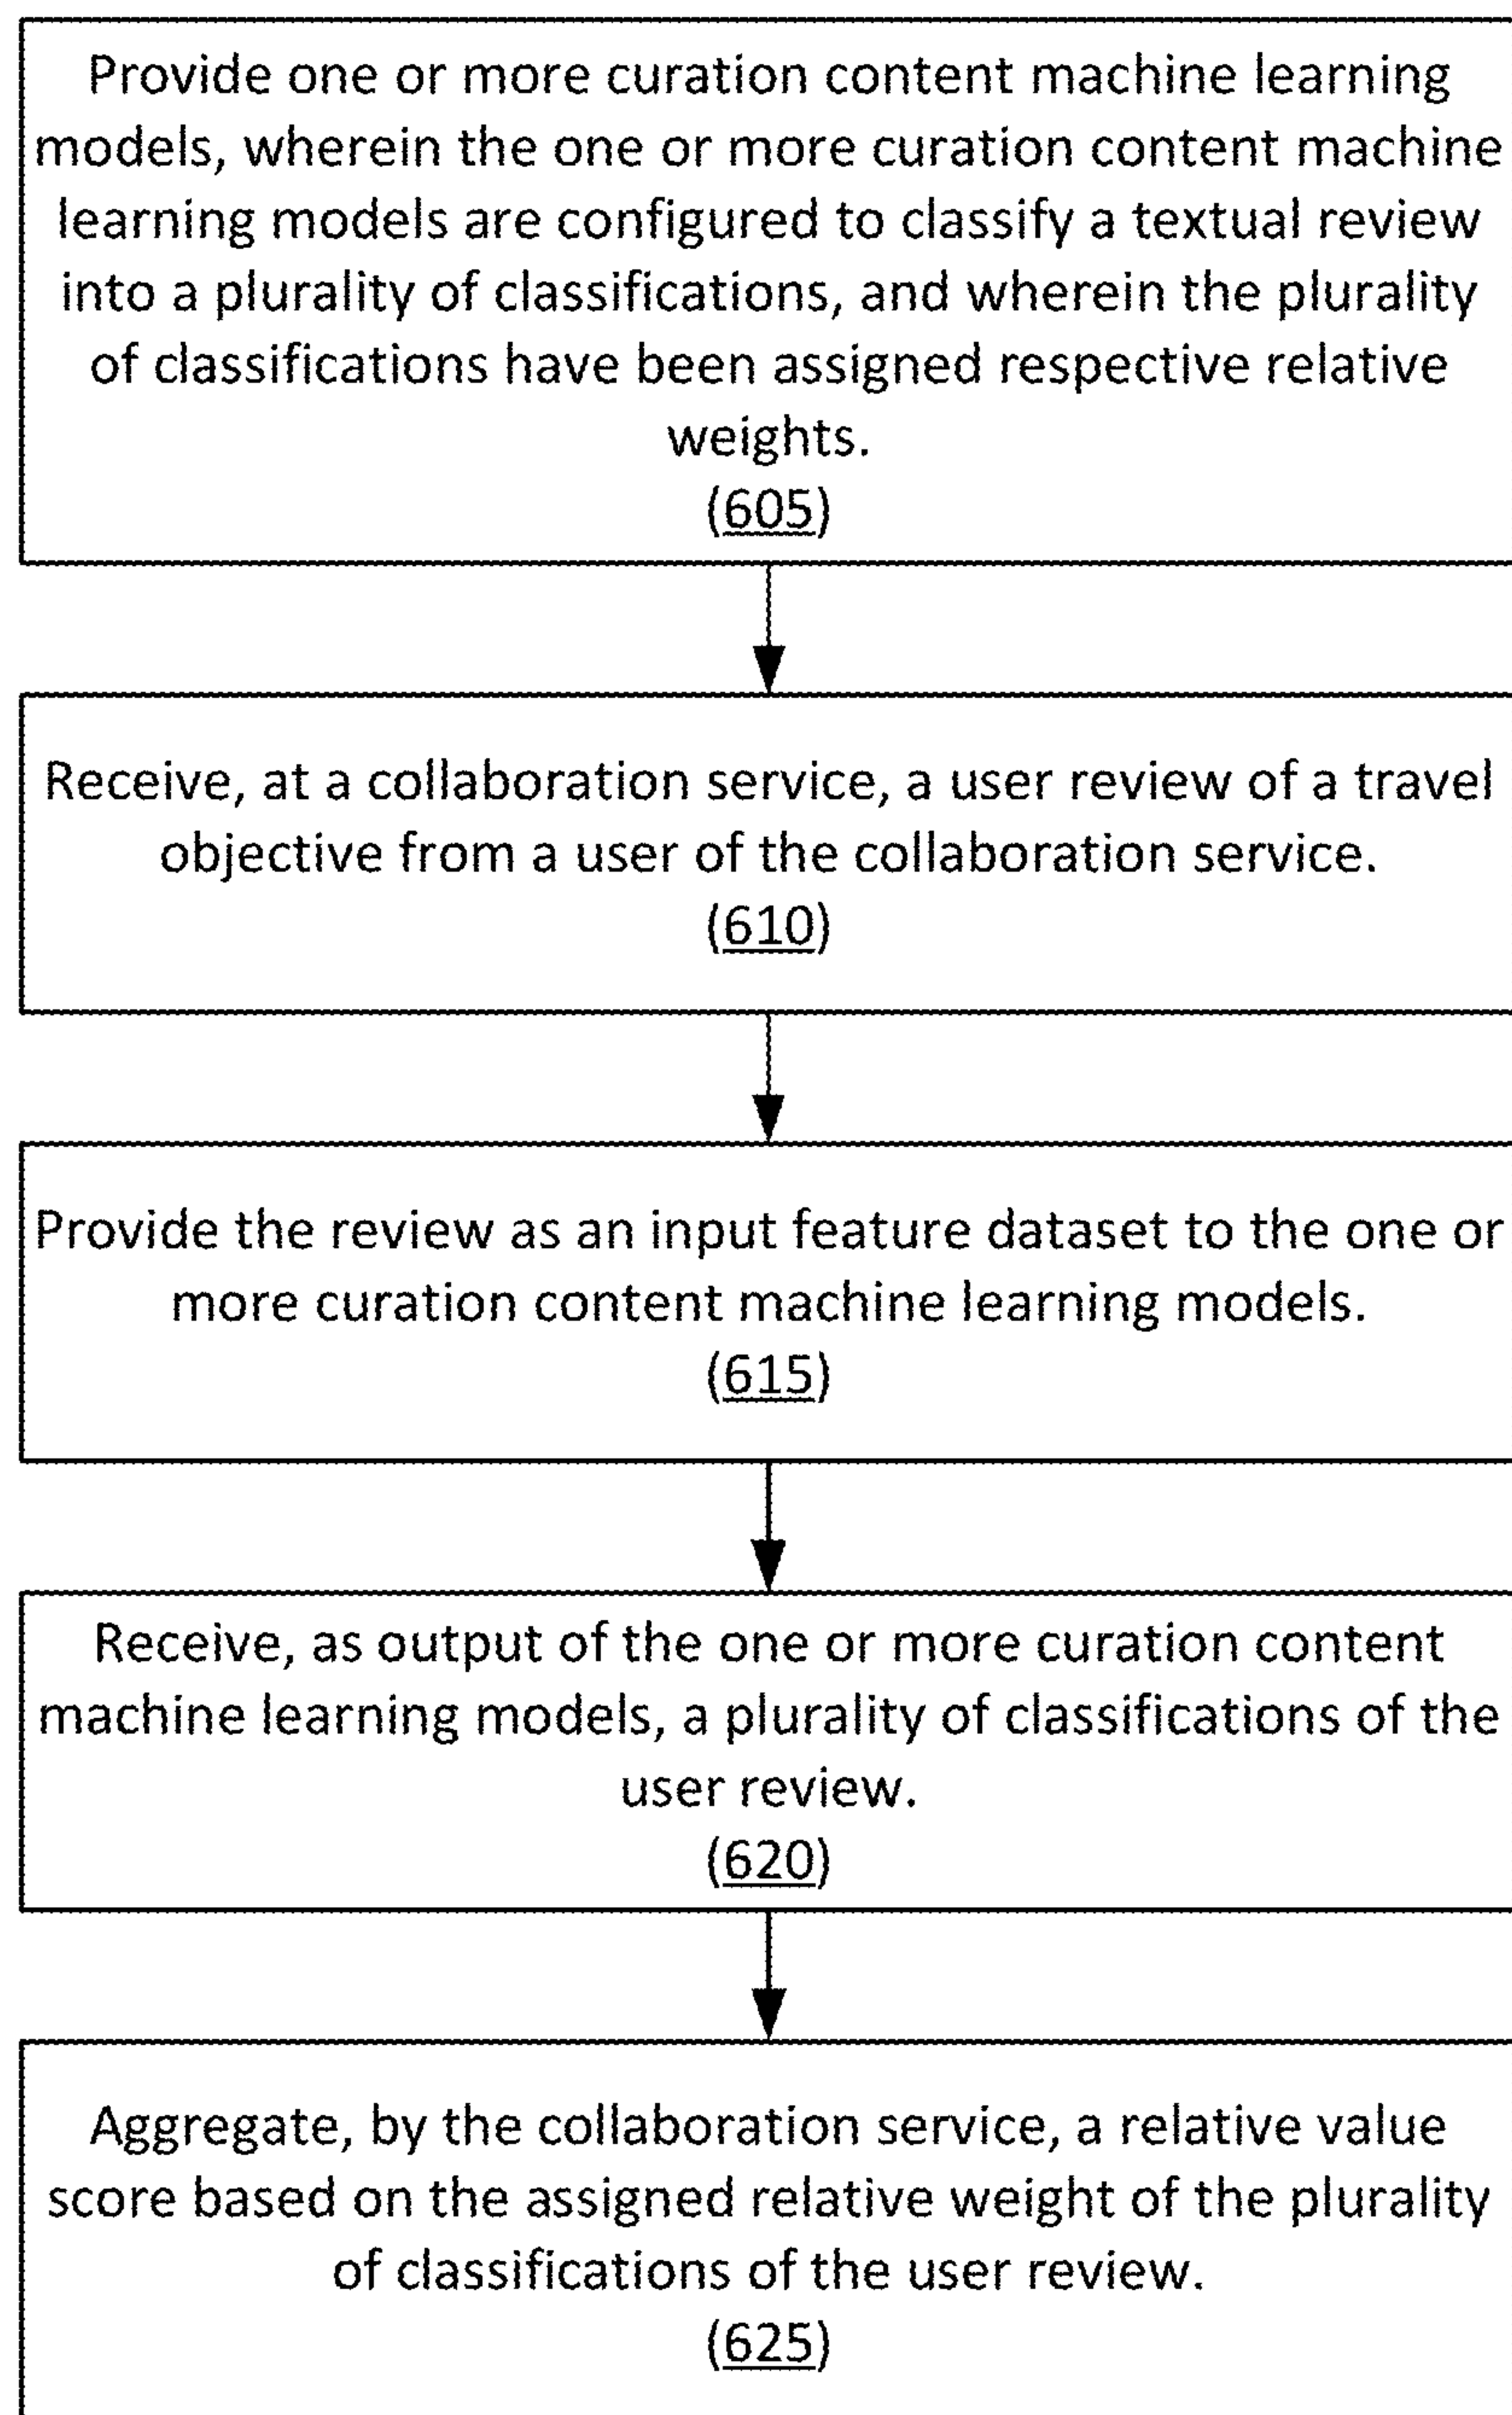 Provide one or more curation content machine learning
models, wherein the one or more curation content machine
learning models are configured to classify a textual review
into a plurality of classifications, and wherein the plurality
of classifications have been assigned respective relative
weights.
(605)
Receive, at a collaboration service, a user review of a travel
objective from a user of the collaboration service.
(610)
Provide the review as an input feature dataset to the one or
more curation content machine learning models.
(615)
Receive, as output of the one or more curation content
machine learning models, a plurality of classifications of the
user review.
(620)
Aggregate, by the collaboration service, a relative value
score based on the assigned relative weight of the plurality
of classifications of the user review.
(625)